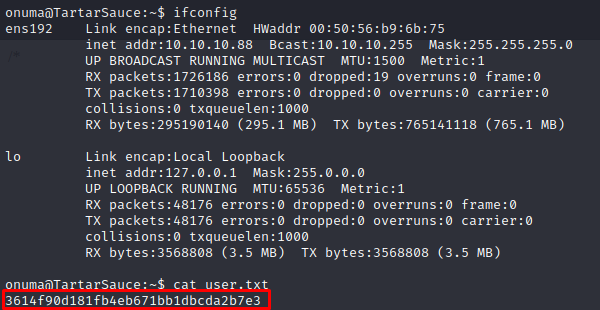 onuma@TartarSauce:~$ ifconfig
ens192    Link encap:Ethernet  HWaddr 00:50:56:b9:6b:75
          inet addr:10.10.10.88  Bcast:10.10.10.255  Mask:255.255.255.0
          UP BROADCAST RUNNING MULTICAST  MTU:1500  Metric:1
          RX packets:1726186 errors:0 dropped:19 overruns:0 frame:0
          TX packets:1710398 errors:0 dropped:0 overruns:0 carrier:0
          collisions:0 txqueuelen:1000
          RX bytes:295190140 (295.1 MB)  TX bytes:765141118 (765.1 MB)
lo        Link encap:Local Loopback
          inet addr:127.0.0.1  Mask:255.0.0.0
          UP LOOPBACK RUNNING  MTU:65536  Metric:1
          RX packets:48176 errors:0 dropped:0 overruns:0 frame:0
          TX packets:48176 errors:0 dropped:0 overruns:0 carrier:0
          collisions:0 txqueuelen:1000
          RX bytes:3568808 (3.5 MB)  TX bytes:3568808 (3.5 MB)
onuma@TartarSauce:~$ cat user.txt
3614f90d181fb4eb671bb1dbcda2b7e3